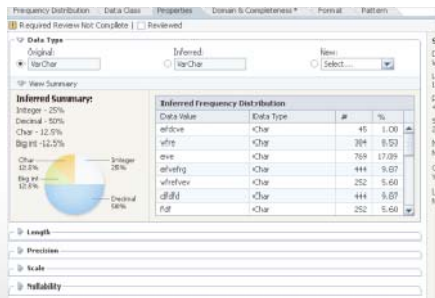 Frequency Distribution Data Class Properties Domain & Completeness * Format Pattern
Required Review Not Complete | Reviewed
Data Type
Original: Inferred: New:
VarChar VarChar Select....
View Summary
Inferred Summary:
Integer - 25%
Decimal - 50%
Char - 12.5%
Big Int -12.5%
Char 12.5%
Big Int 12.5%
Integer 25%
Decimal 50%
Inferred Frequency Distribution
Data Value Data Type # %
efdcve Char 45 1.00
wfre Char 384 8.53
eve Char 769 17.09
efvefrg Char 444 9.87
wfrefvev Char 252 5.60
dfdfd Char 444 9.87
Char 252 5.60
Length
Precision
Scale
Nullability